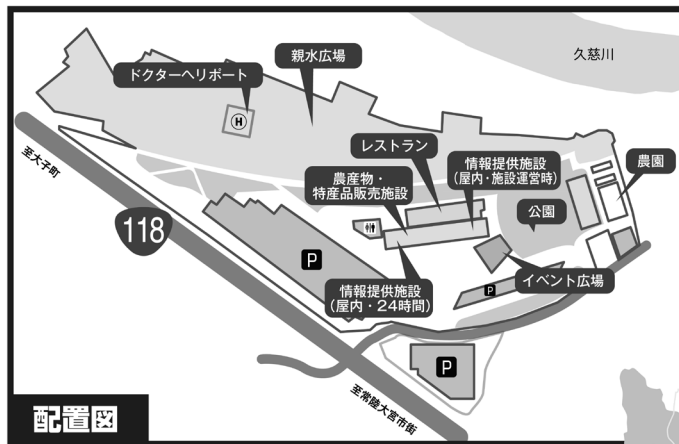 久慈川
親水広場
ドクターヘリポート
H
至大子町
レストラン
情報提供施設
(屋内・施設運営時)
農園
農産物・
特産品販売施設
公園
118
P
情報提供施設
(屋内・24時間)
P
イベント広場
P
至常陸大宮市街
配置図